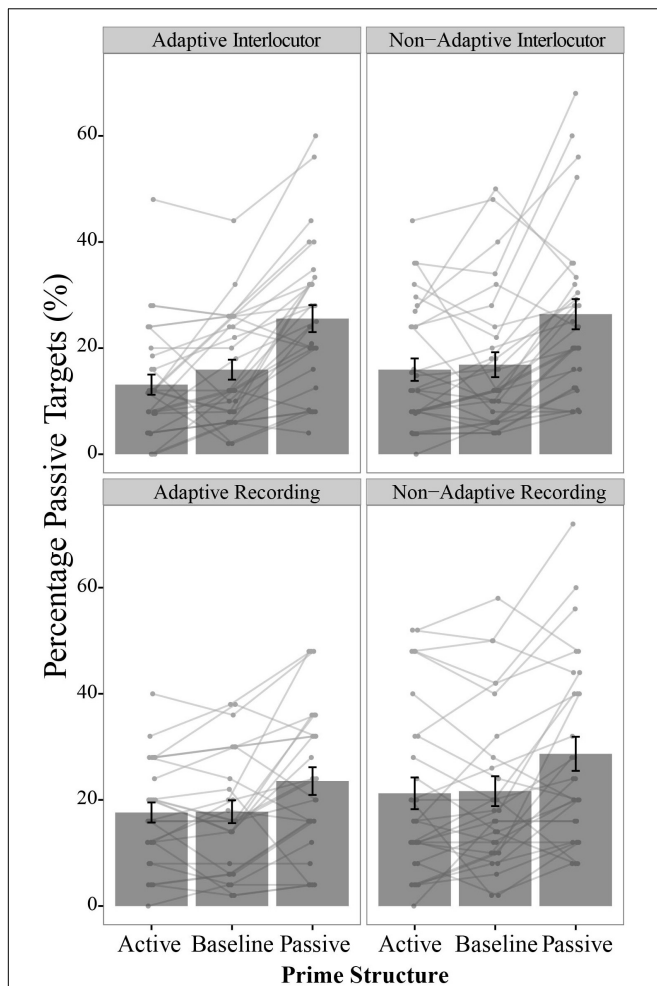 Adaptive Interlocutor
Non−Adaptive Interlocutor
60
40
20
0
Adaptive Recording
Non−Adaptive Recording
60
40
20
0
Percentage Passive Targets (%)
Active Baseline Passive
Active Baseline Passive
Prime Structure